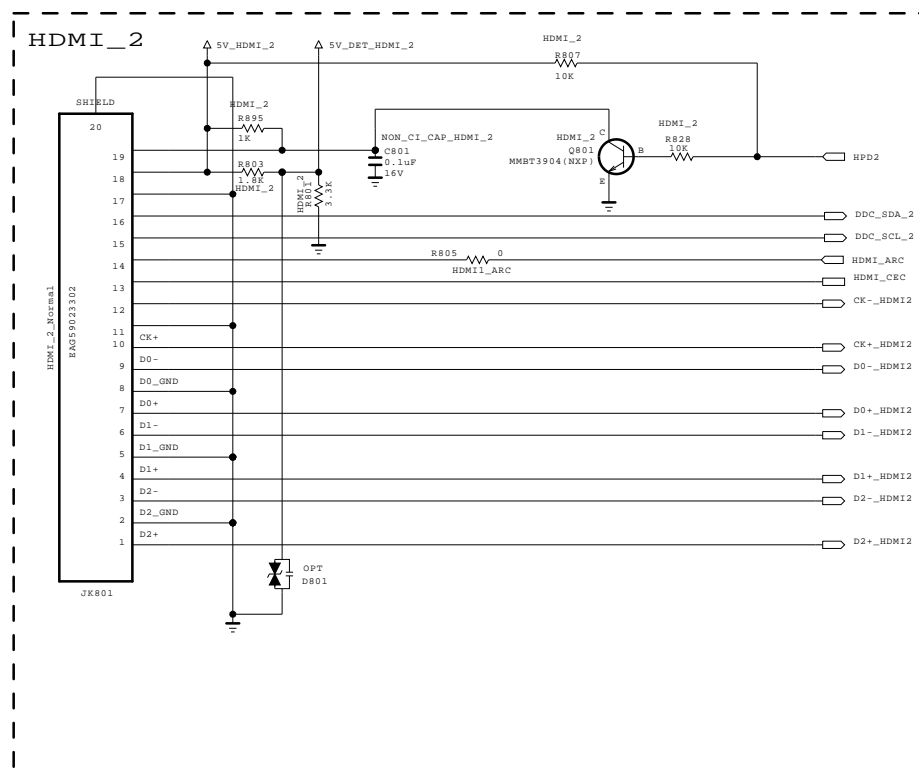 HDMI_2
5V_HDMI_2
5V_DET_HDMI_2
HDMI_2
R807
10K
SHIELD
20
HDMI_2
R895
1K
NON_CI_CAP_HDMI_2
C801
0.1uF
16V
HDMI_2
Q801
MMBT3904(NXP)
C
B
E
HDMI_2
R828
10K
HPD2
19
R803
1.8K
HDMI_2
18
HDMI_2
R801
3.3K
17
16
DDC_SDA_2
15
DDC_SCL_2
14
R805
0
HDMI1_ARC
HDMI_ARC
13
HDMI_CEC
12
CK-_HDMI2
11
HDMI_2_Normal
EAG59023302
10
CK+
CK+_HDMI2
9
D0-
D0-_HDMI2
8
D0_GND
7
D0+
D0+_HDMI2
6
D1-
D1-_HDMI2
5
D1_GND
4
D1+
D1+_HDMI2
3
D2-
D2-_HDMI2
2
D2_GND
1
D2+
D2+_HDMI2
OPT
D801
JK801